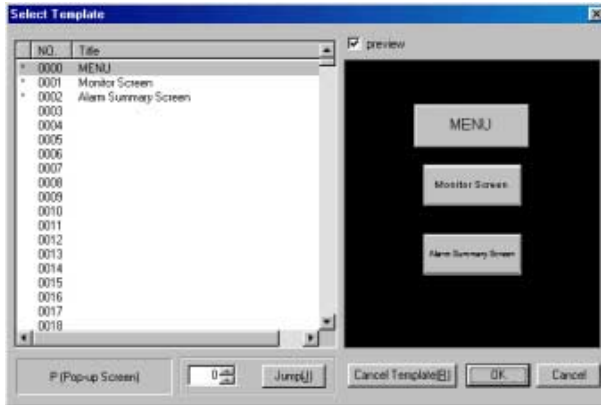 Select Template
NO. Title
* 0000 MENU
* 0001 Monitor Screen
* 0002 Alarm Summary Screen
0003
0004
0005
0006
0007
0008
0009
0010
0011
0012
0013
0014
0015
0016
0017
0018
preview
MENU
Monitor Screen
Alarm Summary Screen
P (Pop-up Screen)
0
Jump(J)
Cancel Template(R)
OK
Cancel